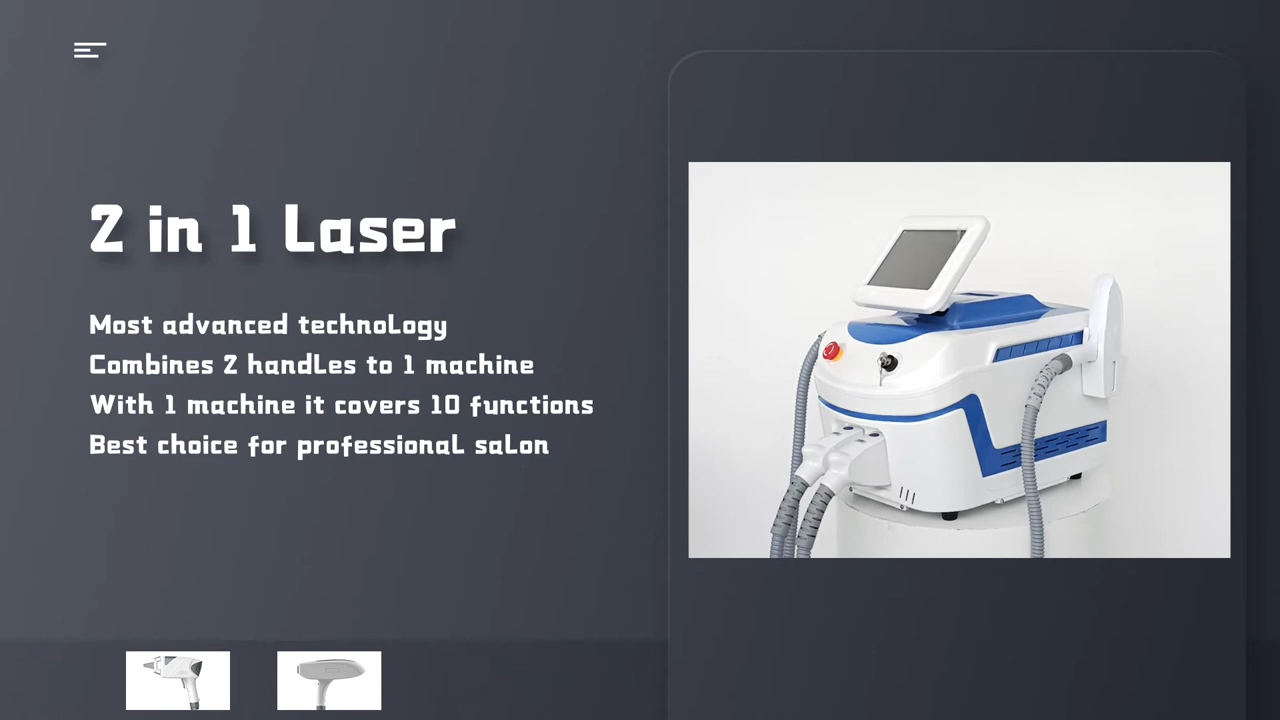 2 in 1 Laser
Most advanced technology
Combines 2 handles to 1 machine
With 1 machine it covers 10 functions
Best choice for professional salon